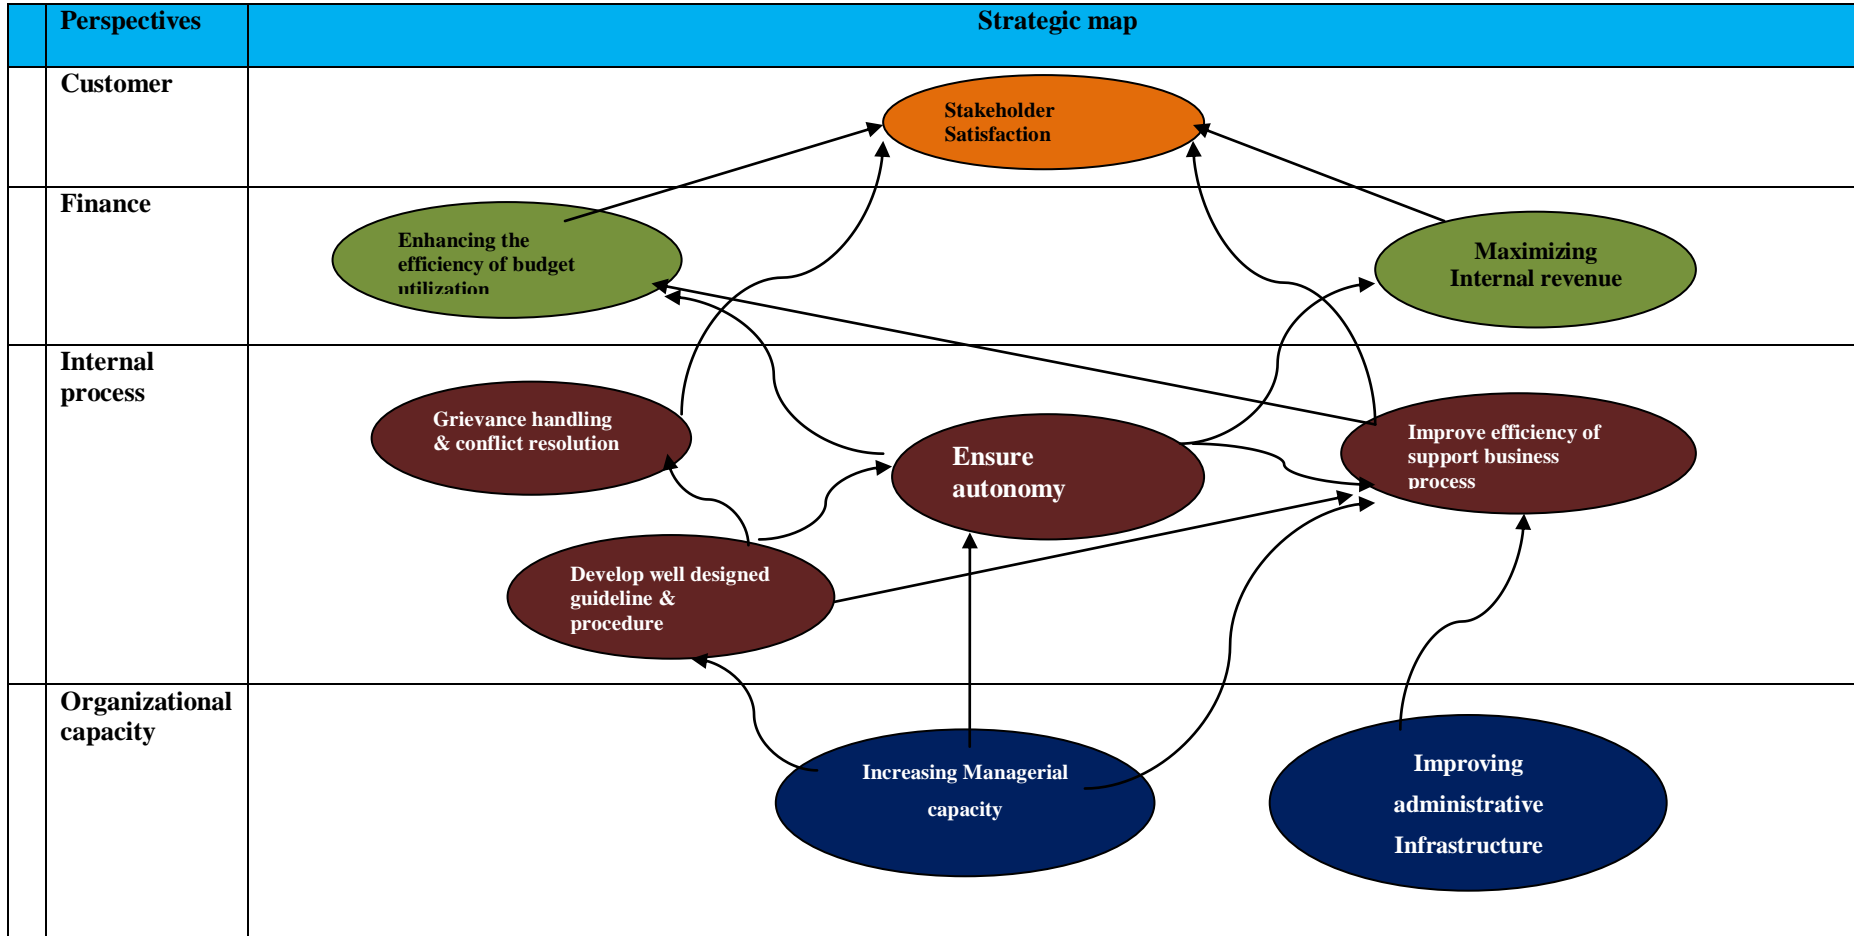 Perspectives
Strategic map
Customer
Stakeholder
Satisfaction
Finance
Enhancing the
efficiency of budget
utilization
Maximizing
Internal revenue
Internal
process
Grievance handling
& conflict resolution
Ensure
autonomy
Improve efficiency of
support business
process
Develop well designed
guideline &
procedure
Organizational
capacity
Increasing Managerial
capacity
Improving
administrative
Infrastructure